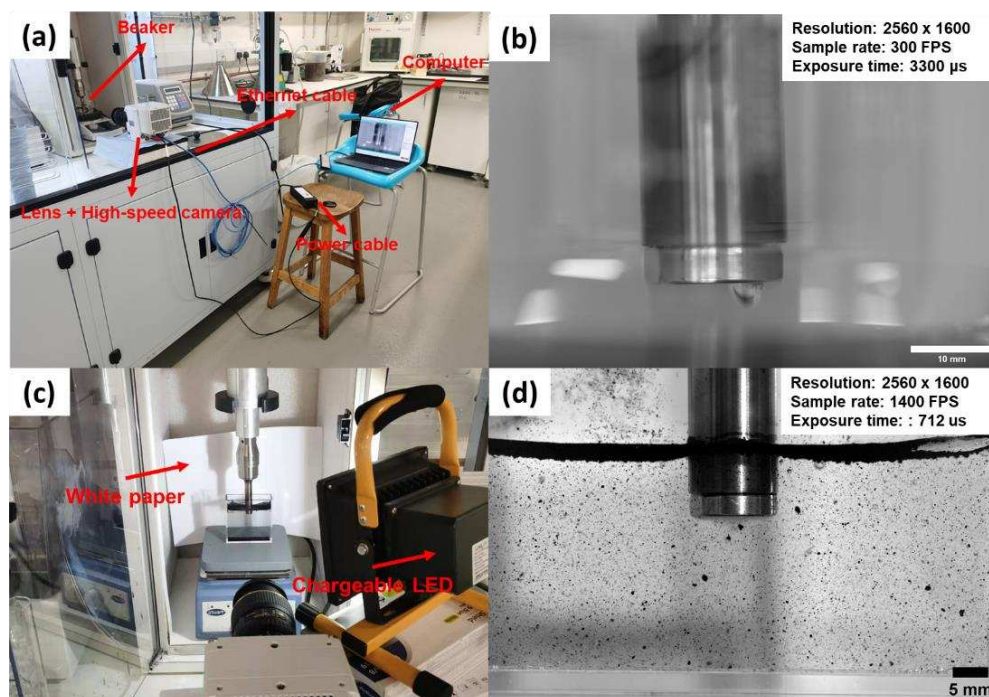 (a)
Beaker
Computer
Ethernet cable
Lens + High-speed camera
Power cable
(b)
Resolution: 2560 x 1600
Sample rate: 300 FPS
Exposure time: 3300 µs
10 mm
(c)
White paper
Chargeable LED
(d)
Resolution: 2560 x 1600
Sample rate: 1400 FPS
Exposure time: : 712 us
5 mm